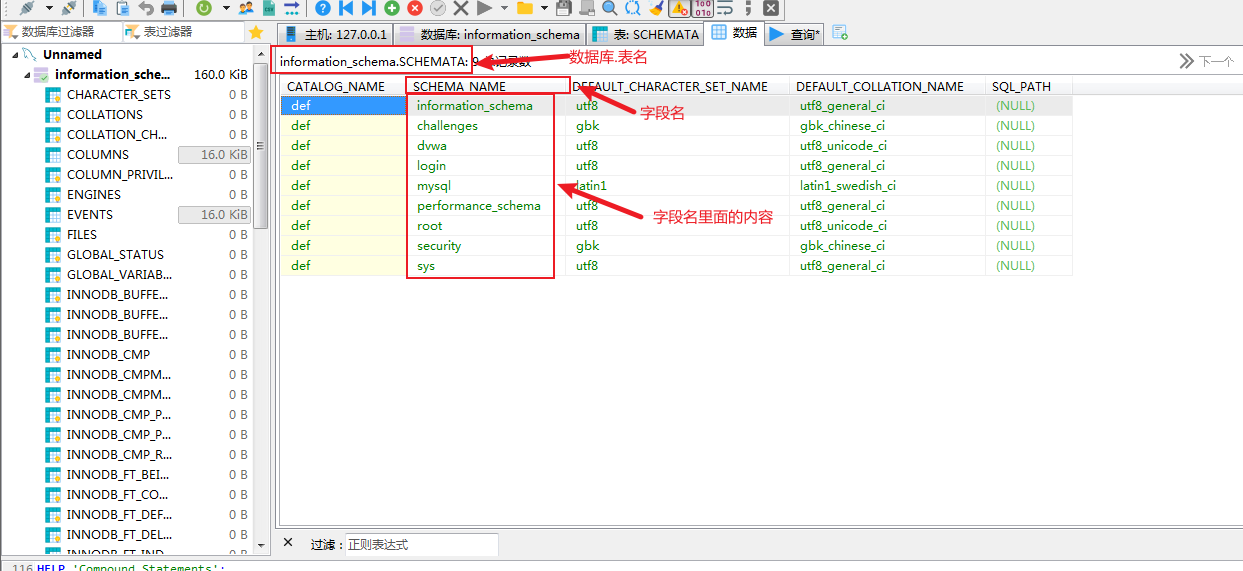 数据库过滤器 表过滤器
主机: 127.0.0.1 数据库: information_schema 表: SCHEMATA 数据 查询*
Unnamed
information_sche... 160.0 KiB
CHARACTER_SETS 0 B
COLLATIONS 0 B
COLLATION_CH... 0 B
COLUMNS 16.0 KiB
COLUMN_PRIVIL... 0 B
ENGINES 0 B
EVENTS 16.0 KiB
FILES 0 B
GLOBAL_STATUS 0 B
GLOBAL_VARIAB... 0 B
INNODB_BUFFE... 0 B
INNODB_BUFFE... 0 B
INNODB_BUFFE... 0 B
INNODB_CMP 0 B
INNODB_CMPM... 0 B
INNODB_CMPM... 0 B
INNODB_CMP_P... 0 B
INNODB_CMP_P... 0 B
INNODB_CMP_R... 0 B
INNODB_FT_BEI... 0 B
INNODB_FT_CO... 0 B
INNODB_FT_DEF... 0 B
INNODB_FT_DEL... 0 B
INNODB_FT_IND... 0 B
information_schema.SCHEMATA: 记录数
数据库.表名
下一个
CATALOG_NAME SCHEMA_NAME DEFAULT_CHARACTER_SET_NAME DEFAULT_COLLATION_NAME SQL_PATH
def information_schema utf8 utf8_general_ci (NULL)
字段名
def challenges gbk gbk_chinese_ci (NULL)
def dvwa utf8 utf8_unicode_ci (NULL)
def login utf8 utf8_general_ci (NULL)
def mysql latin1 latin1_swedish_ci (NULL)
def performance_schema utf8 utf8_general_ci (NULL)
字段名里面的内容
def root utf8 utf8_unicode_ci (NULL)
def security gbk gbk_chinese_ci (NULL)
def sys utf8 utf8_general_ci (NULL)
过滤: 正则表达式
116 HELP 'Compound Statements';